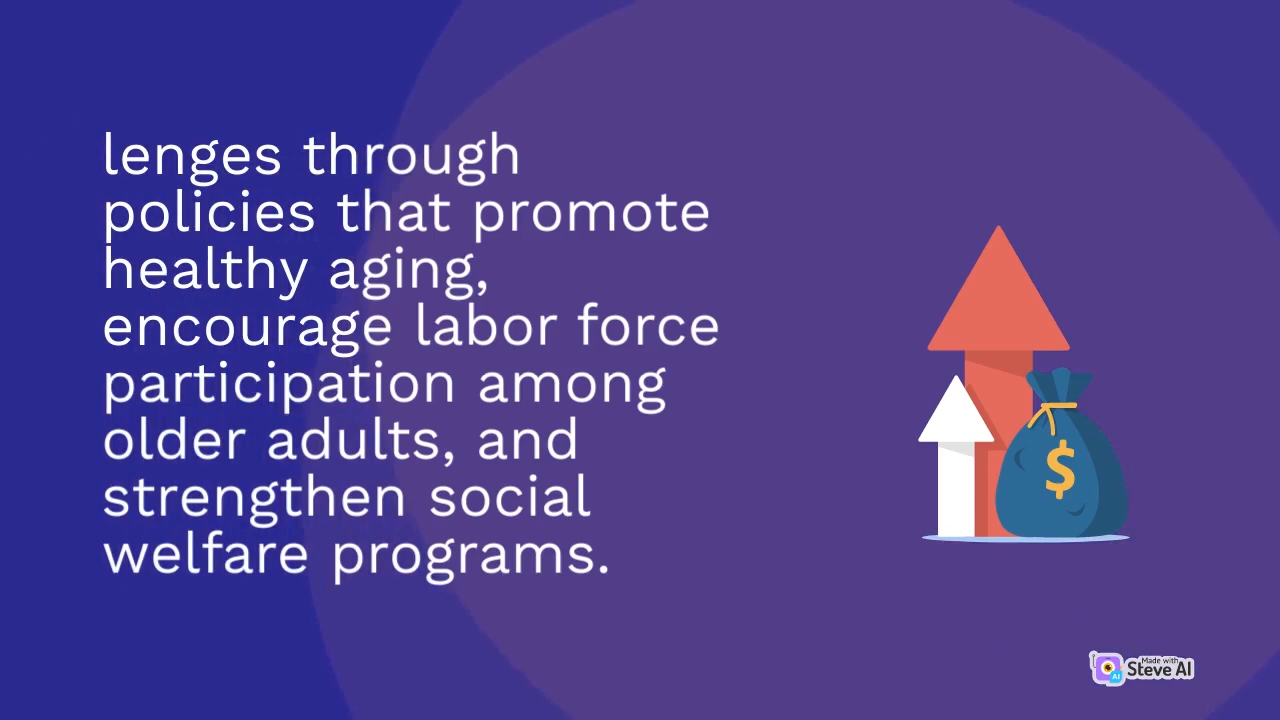 lenges through
policies that promote
healthy aging,
encourage labor force
participation among
older adults, and
strengthen social
welfare programs.
$
Made with
Steve AI
AI